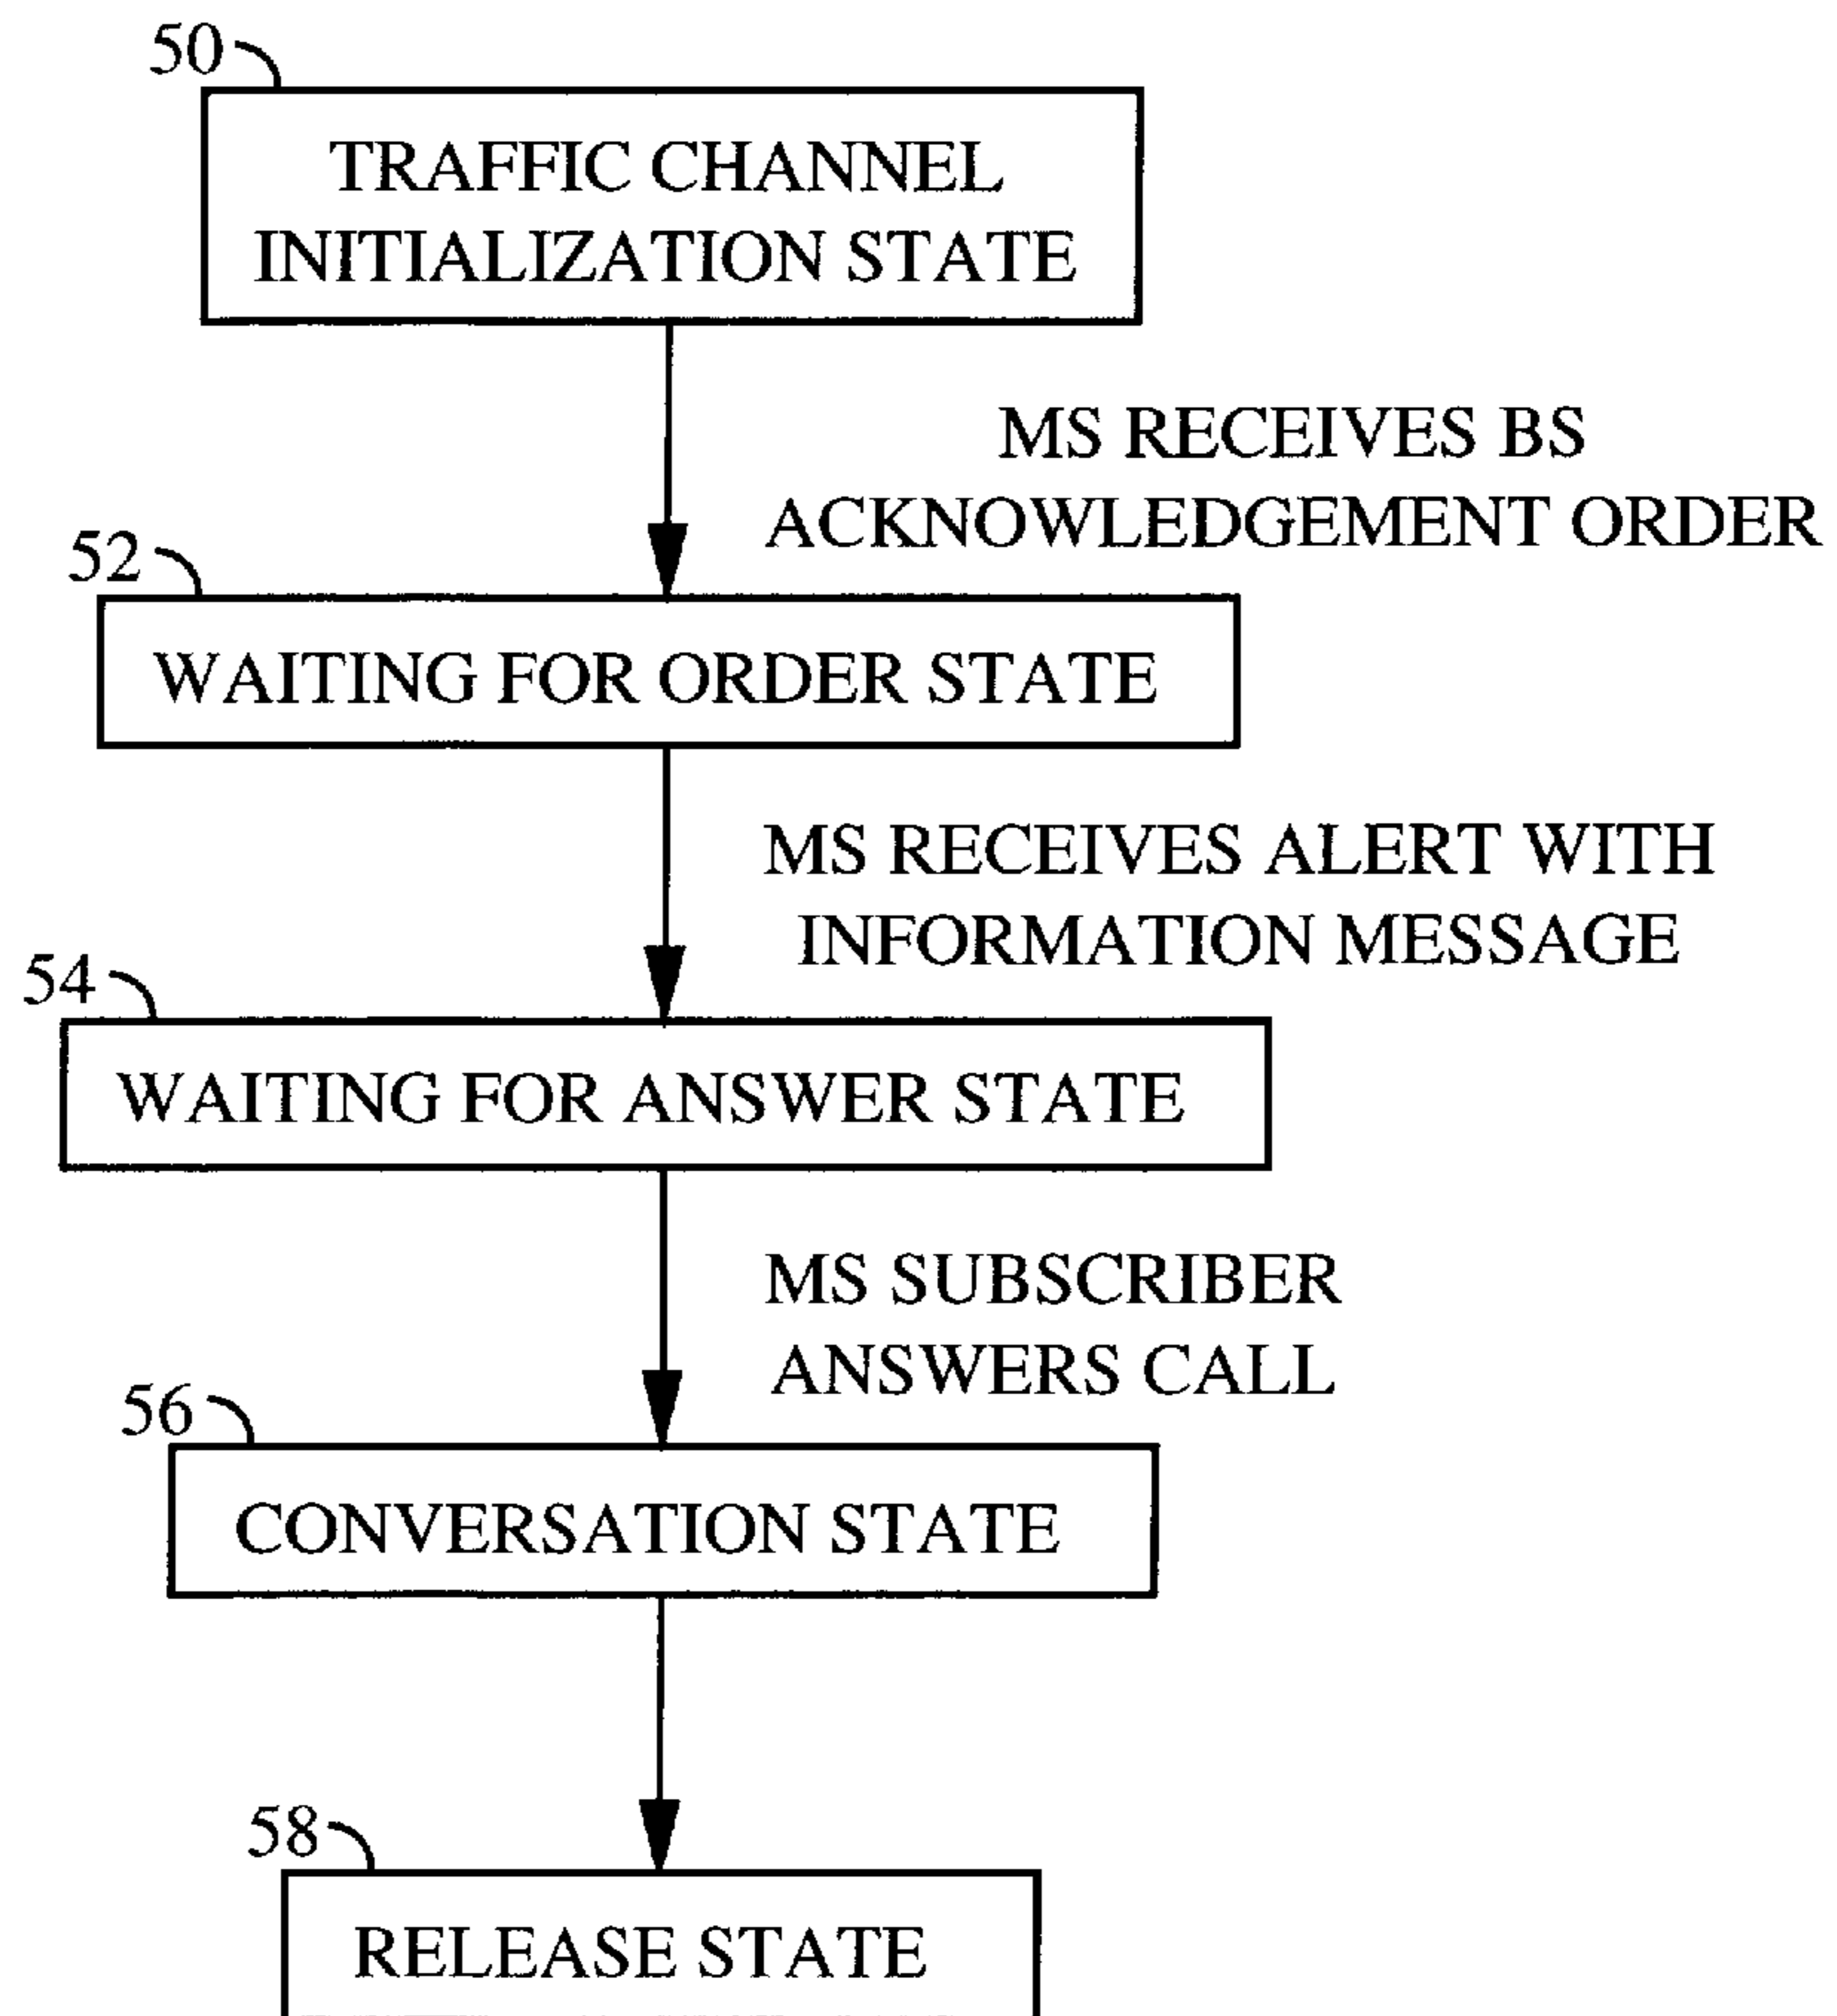 50
TRAFFIC CHANNEL
INITIALIZATION STATE
MS RECEIVES BS
ACKNOWLEDGEMENT ORDER
52
WAITING FOR ORDER STATE
MS RECEIVES ALERT WITH
INFORMATION MESSAGE
54
WAITING FOR ANSWER STATE
MS SUBSCRIBER
ANSWERS CALL
56
CONVERSATION STATE
58
RELEASE STATE